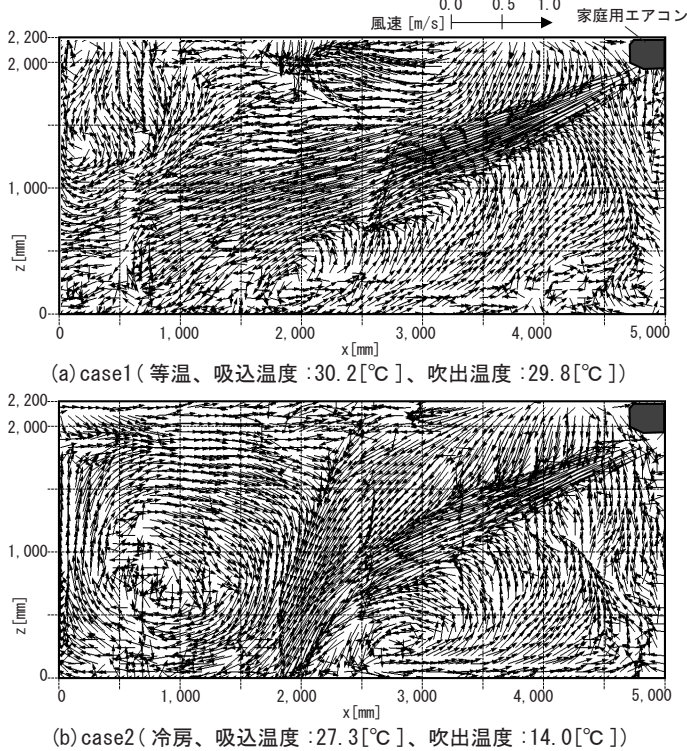 0.0 0.5 1.0
風速 [m/s]
家庭用エアコン
2,200
2,000
1,000
0
z[mm]
0 1,000 2,000 3,000 4,000 5,000
x[mm]
(a)case1(等温、吸込温度:30.2[℃]、吹出温度:29.8[℃])
2,200
2,000
1,000
0
z[mm]
0 1,000 2,000 3,000 4,000 5,000
x[mm]
(b)case2(冷房、吸込温度:27.3[℃]、吹出温度:14.0[℃])